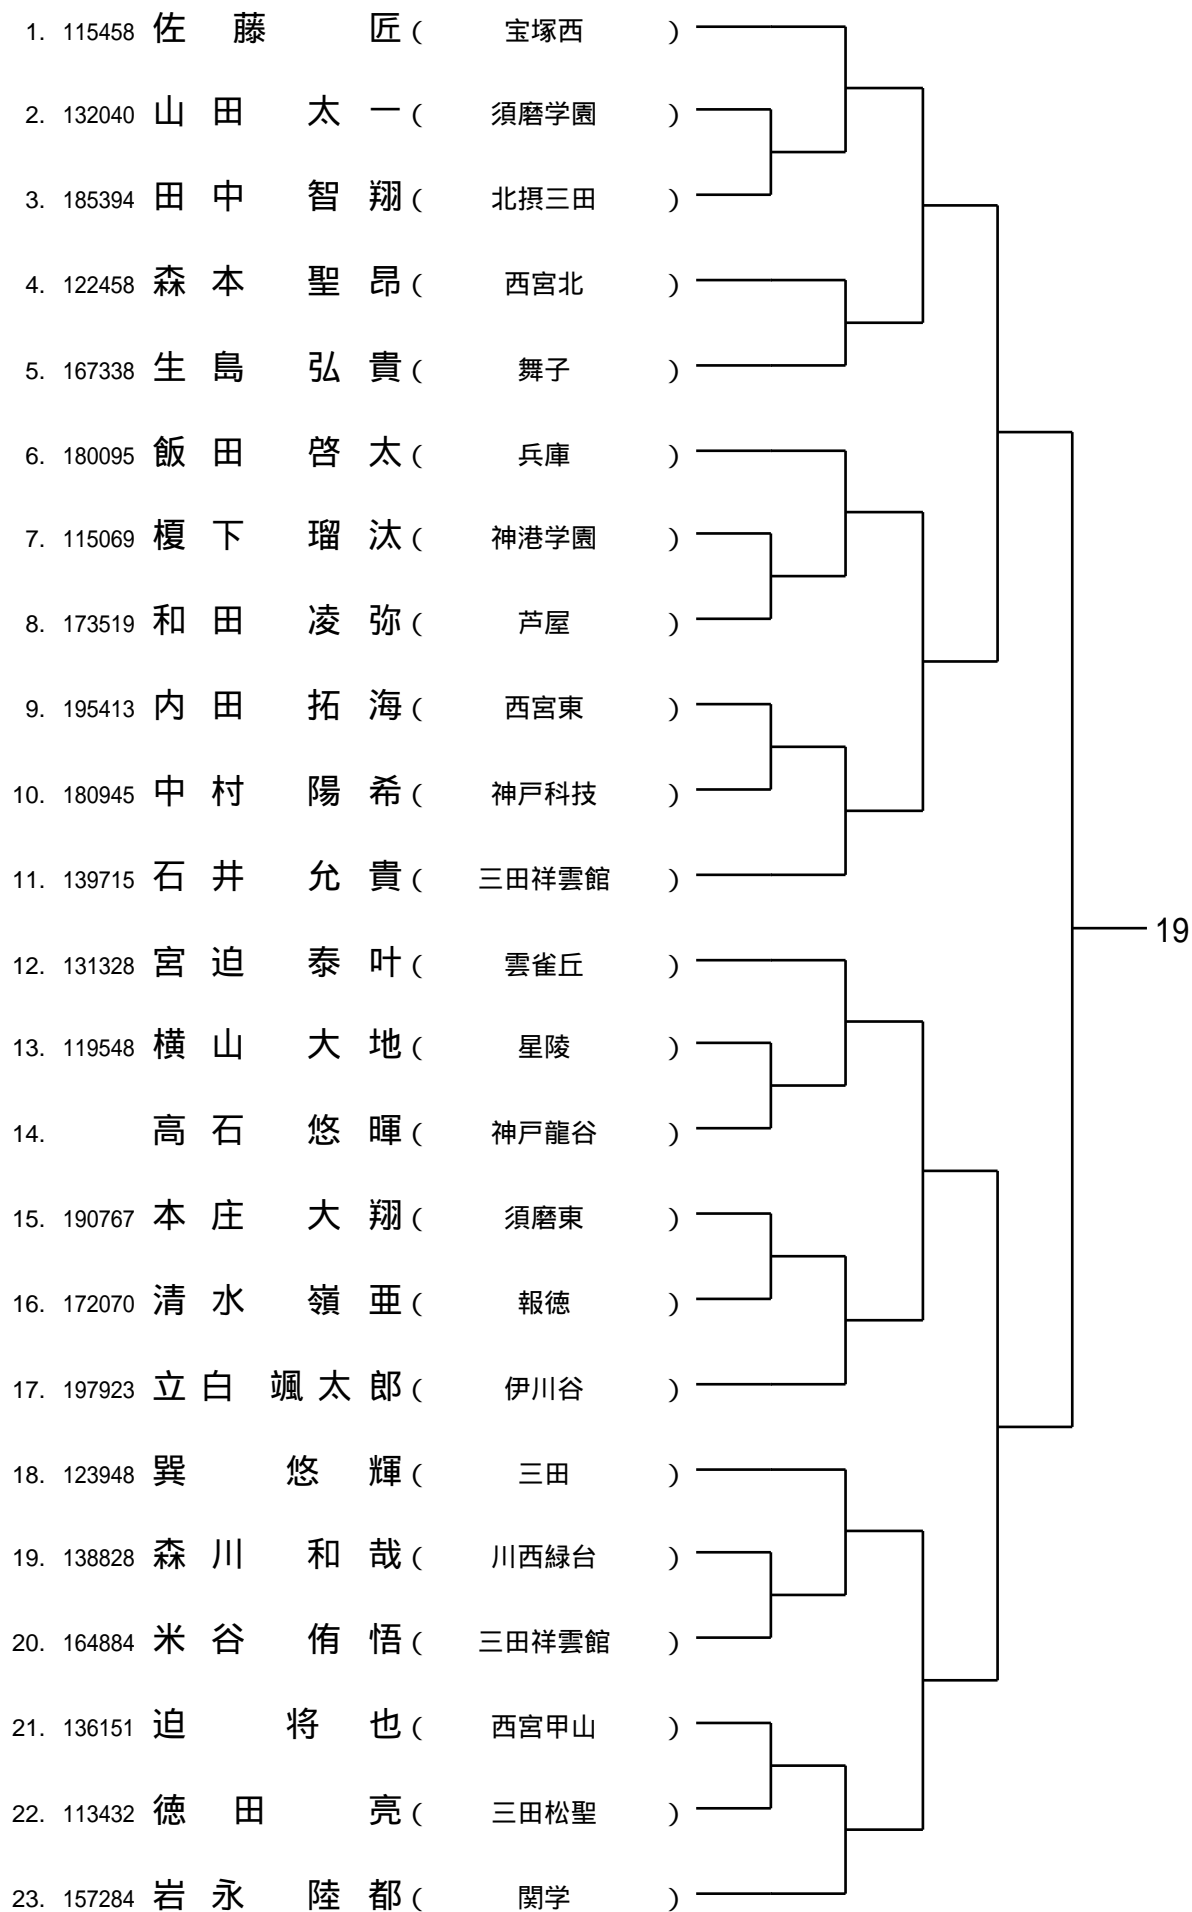 1. 115458 佐藤 匠 ( 宝塚西 )
2. 132040 山田 太一 ( 須磨学園 )
3. 185394 田中 智翔 ( 北摂三田 )
4. 122458 森本 聖昂 ( 西宮北 )
5. 167338 生島 弘貴 ( 舞子 )
6. 180095 飯田 啓太 ( 兵庫 )
7. 115069 榎下 瑠汰 ( 神港学園 )
8. 173519 和田 凌弥 ( 芦屋 )
9. 195413 内田 拓海 ( 西宮東 )
10. 180945 中村 陽希 ( 神戸科技 )
11. 139715 石井 允貴 ( 三田祥雲館 )
19
12. 131328 宮迫 泰叶 ( 雲雀丘 )
13. 119548 横山 大地 ( 星陵 )
14. 高石 悠暉 ( 神戸龍谷 )
15. 190767 本庄 大翔 ( 須磨東 )
16. 172070 清水 嶺亜 ( 報徳 )
17. 197923 立白 颯太郎 ( 伊川谷 )
18. 123948 巽 悠輝 ( 三田 )
19. 138828 森川 和哉 ( 川西緑台 )
20. 164884 米谷 侑悟 ( 三田祥雲館 )
21. 136151 迫 将也 ( 西宮甲山 )
22. 113432 徳田 亮 ( 三田松聖 )
23. 157284 岩永 陸都 ( 関学 )